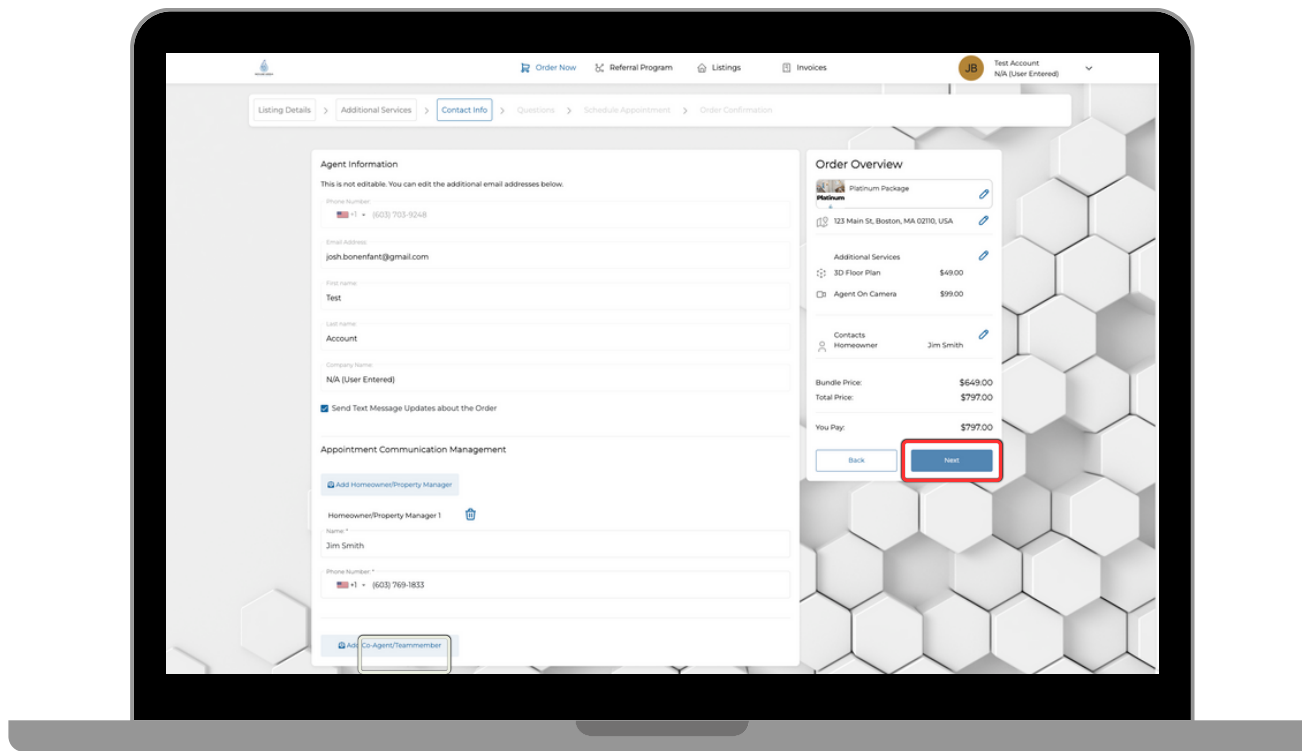 Order Now
Referral Program
Listings
Invoices
JB
Test Account
N/A (User Entered)
Listing Details > Additional Services > Contact Info > Questions > Schedule Appointment > Order Confirmation
Agent Information
This is not editable. You can edit the additional email addresses below.
Phone Number
+1 (603) 703-9248
Email Address
josh.bonenfant@gmail.com
First name
Test
Last name
Account
Company Name
N/A (User Entered)
Send Text Message Updates about the Order
Appointment Communication Management
Add Homeowner/Property Manager
Homeowner/Property Manager 1
Name *
Jim Smith
Phone Number *
+1 (603) 769-1833
Add Co-Agent/Teammember
Order Overview
Platinum Package
Platinum
123 Main St, Boston, MA 02110, USA
Additional Services
3D Floor Plan $49.00
Agent On Camera $99.00
Contacts
Homeowner Jim Smith
Bundle Price: $649.00
Total Price: $797.00
You Pay: $797.00
Back
Next